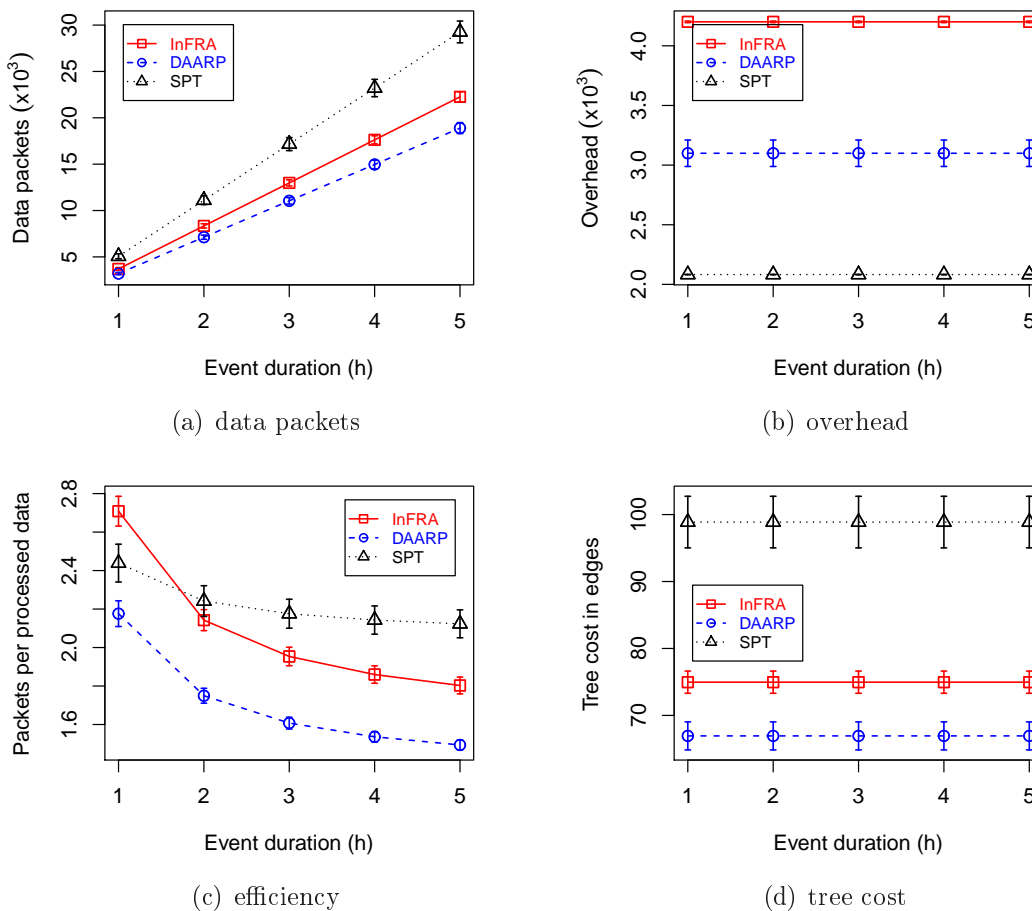 Data packets (x10³)
30
25
20
15
10
5
InFRA
DAARP
SPT
1 2 3 4 5
Event duration (h)
(a) data packets
Overhead (x10³)
4.0
3.5
3.0
2.5
2.0
InFRA
DAARP
SPT
1 2 3 4 5
Event duration (h)
(b) overhead
Packets per processed data
2.8
2.4
2.0
1.6
InFRA
DAARP
SPT
1 2 3 4 5
Event duration (h)
(c) efficiency
Tree cost in edges
100
90
80
70
InFRA
DAARP
SPT
1 2 3 4 5
Event duration (h)
(d) tree cost